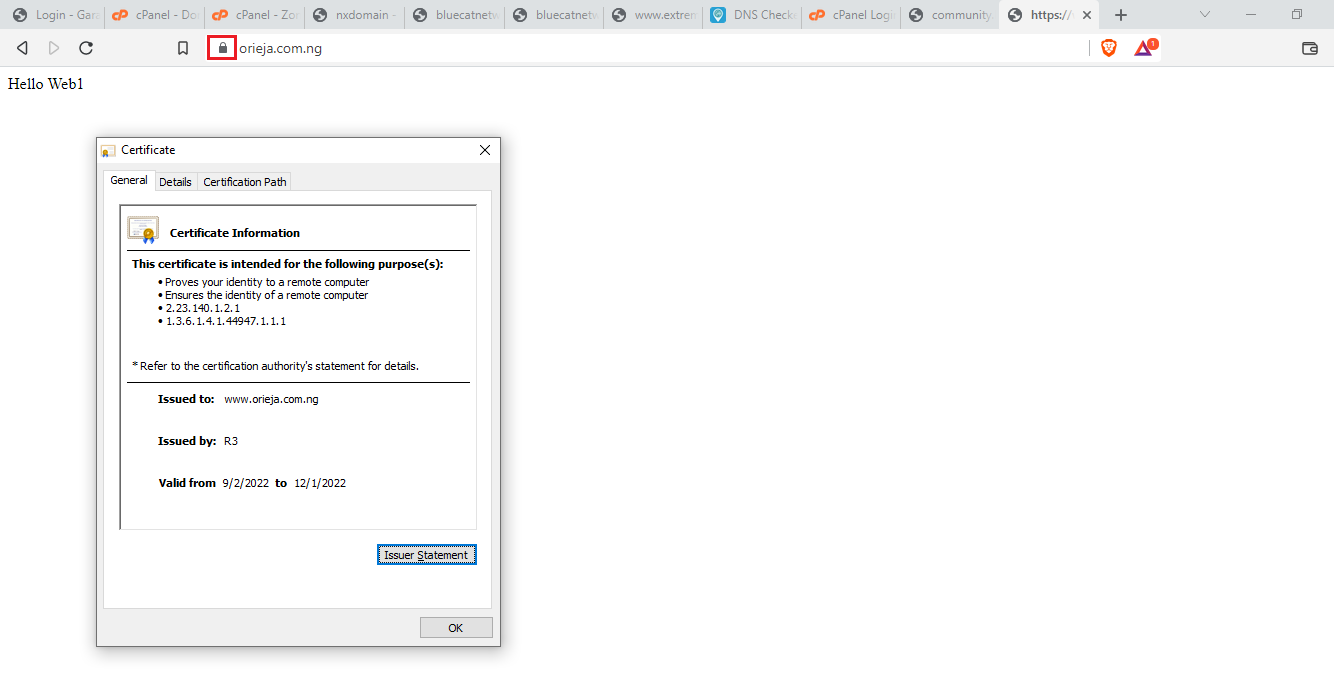 Login - Gara
cPanel - Do
cPanel - Zo
nxdomain -
bluecatnetw
bluecatnetw
www.extrem
DNS Check
cPanel Logi
community
https://
orieja.com.ng
1
Hello Web1
Certificate
General Details Certification Path
Certificate Information
This certificate is intended for the following purpose(s):
• Proves your identity to a remote computer
• Ensures the identity of a remote computer
• 2.23.140.1.2.1
• 1.3.6.1.4.1.44947.1.1.1
* Refer to the certification authority's statement for details.
Issued to: www.orieja.com.ng
Issued by: R3
Valid from 9/2/2022 to 12/1/2022
Issuer Statement
OK